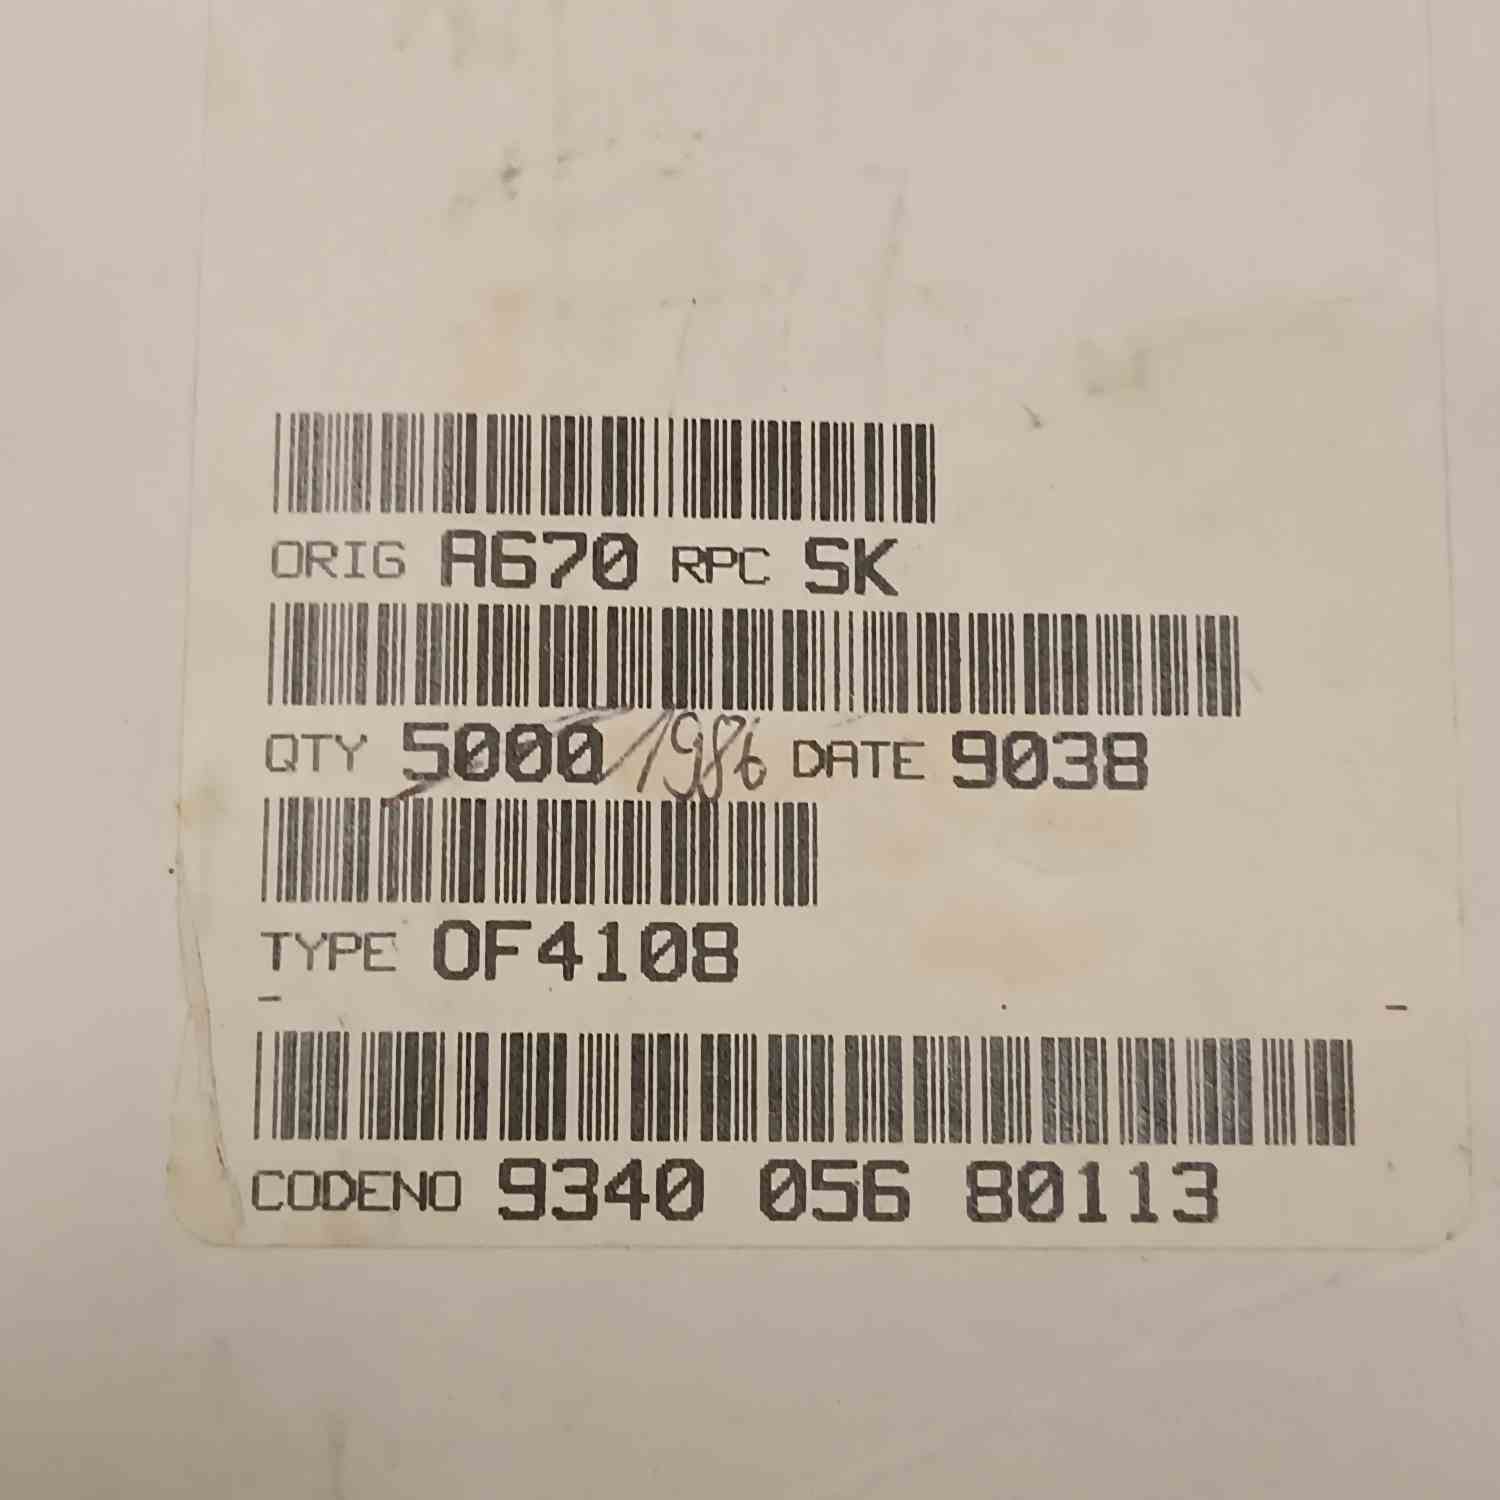 ORIG A670 RPC SK
QTY 5000 1986 DATE 9038
TYPE OF4108
CODENO 9340 056 80113